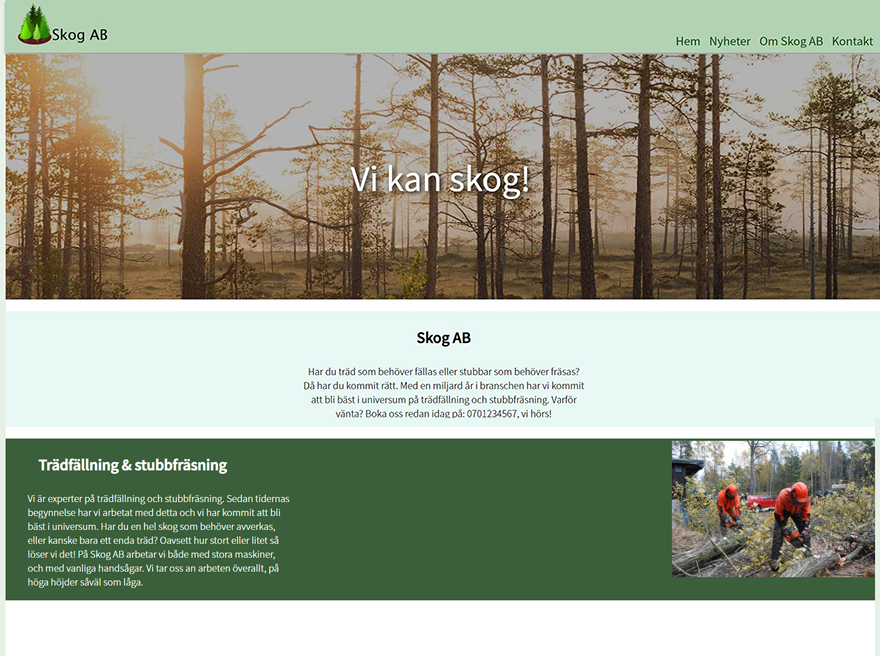 Skog AB
Hem Nyheter Om Skog AB Kontakt
Vi kan skog!
Skog AB
Har du träd som behöver fällas eller stubbar som behöver fräsas?
Då har du kommit rätt. Med en miljard år i branschen har vi kommit
att bli bäst i universum på trädfällning och stubbfräsning. Varför
vänta? Boka oss redan idag på: 0701234567, vi hörs!
Trädfällning & stubbfräsning
Vi är experter på trädfällning och stubbfräsning. Sedan tidernas
begynnelse har vi arbetat med detta och vi har kommit att bli
bäst i universum. Har du en hel skog som behöver avverkas,
eller kanske bara ett enda träd? Oavsett hur stort eller litet så
löser vi det! På Skog AB arbetar vi både med stora maskiner,
och med vanliga handsågar. Vi tar oss an arbeten överallt, på
höga höjder såväl som låga.